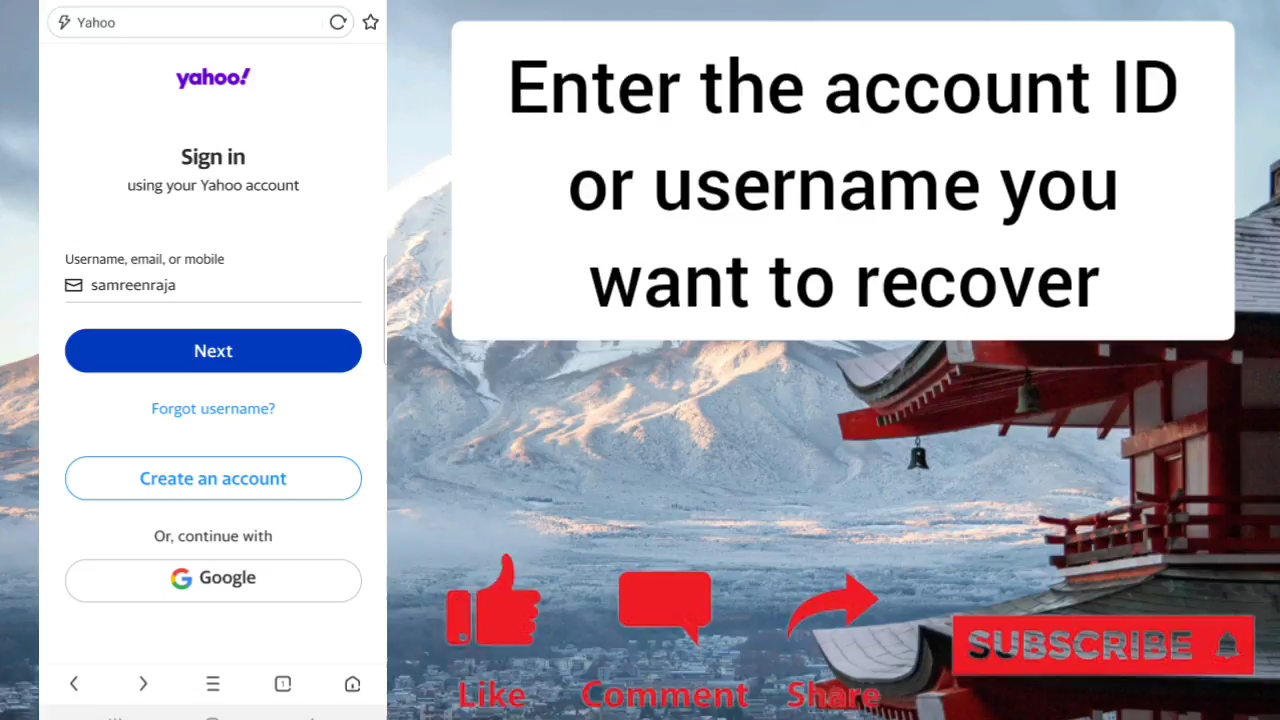 Yahoo
yahoo!
Sign in
using your Yahoo account
Username, email, or mobile
samreenraja
Next
Forgot username?
Create an account
Or, continue with
Google
1
Enter the account ID
or username you
want to recover
Like
Comment
Share
SUBSCRIBE